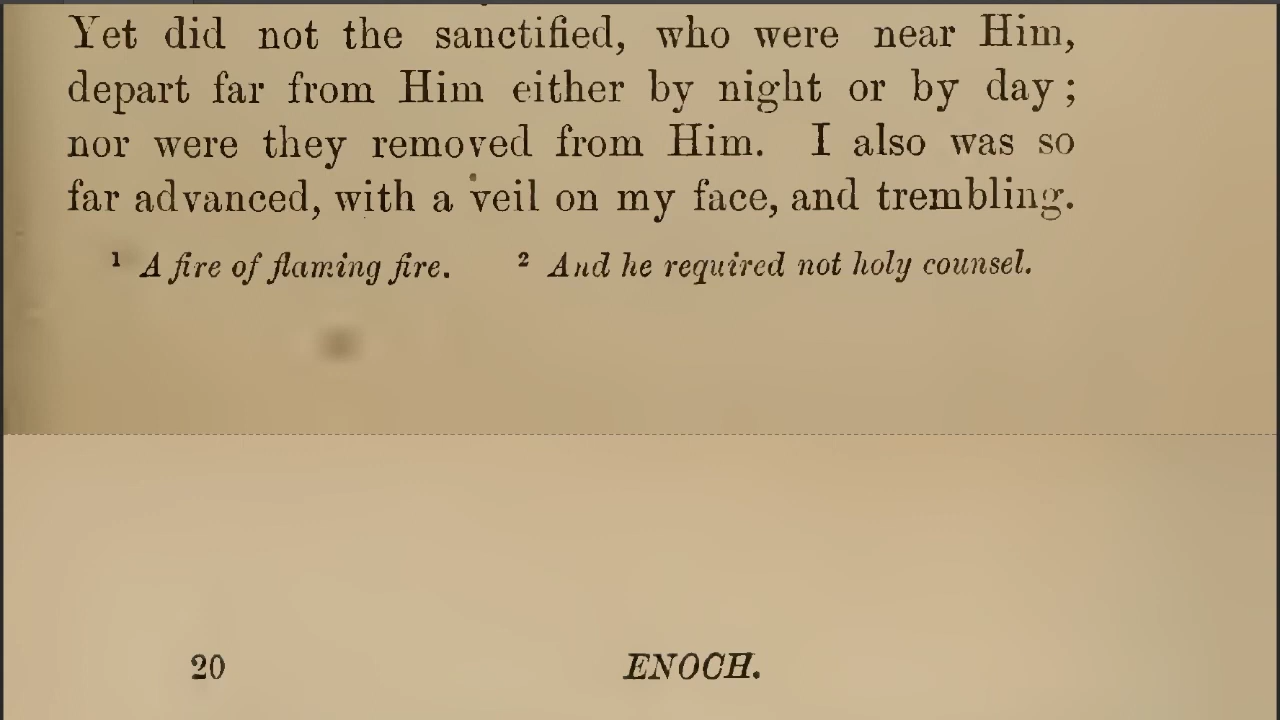 Yet did not the sanctified, who were near Him,
depart far from Him either by night or by day;
nor were they removed from Him. I also was so
far advanced, with a veil on my face, and trembling.
¹ A fire of flaming fire. ² And he required not holy counsel.
20 ENOCH.